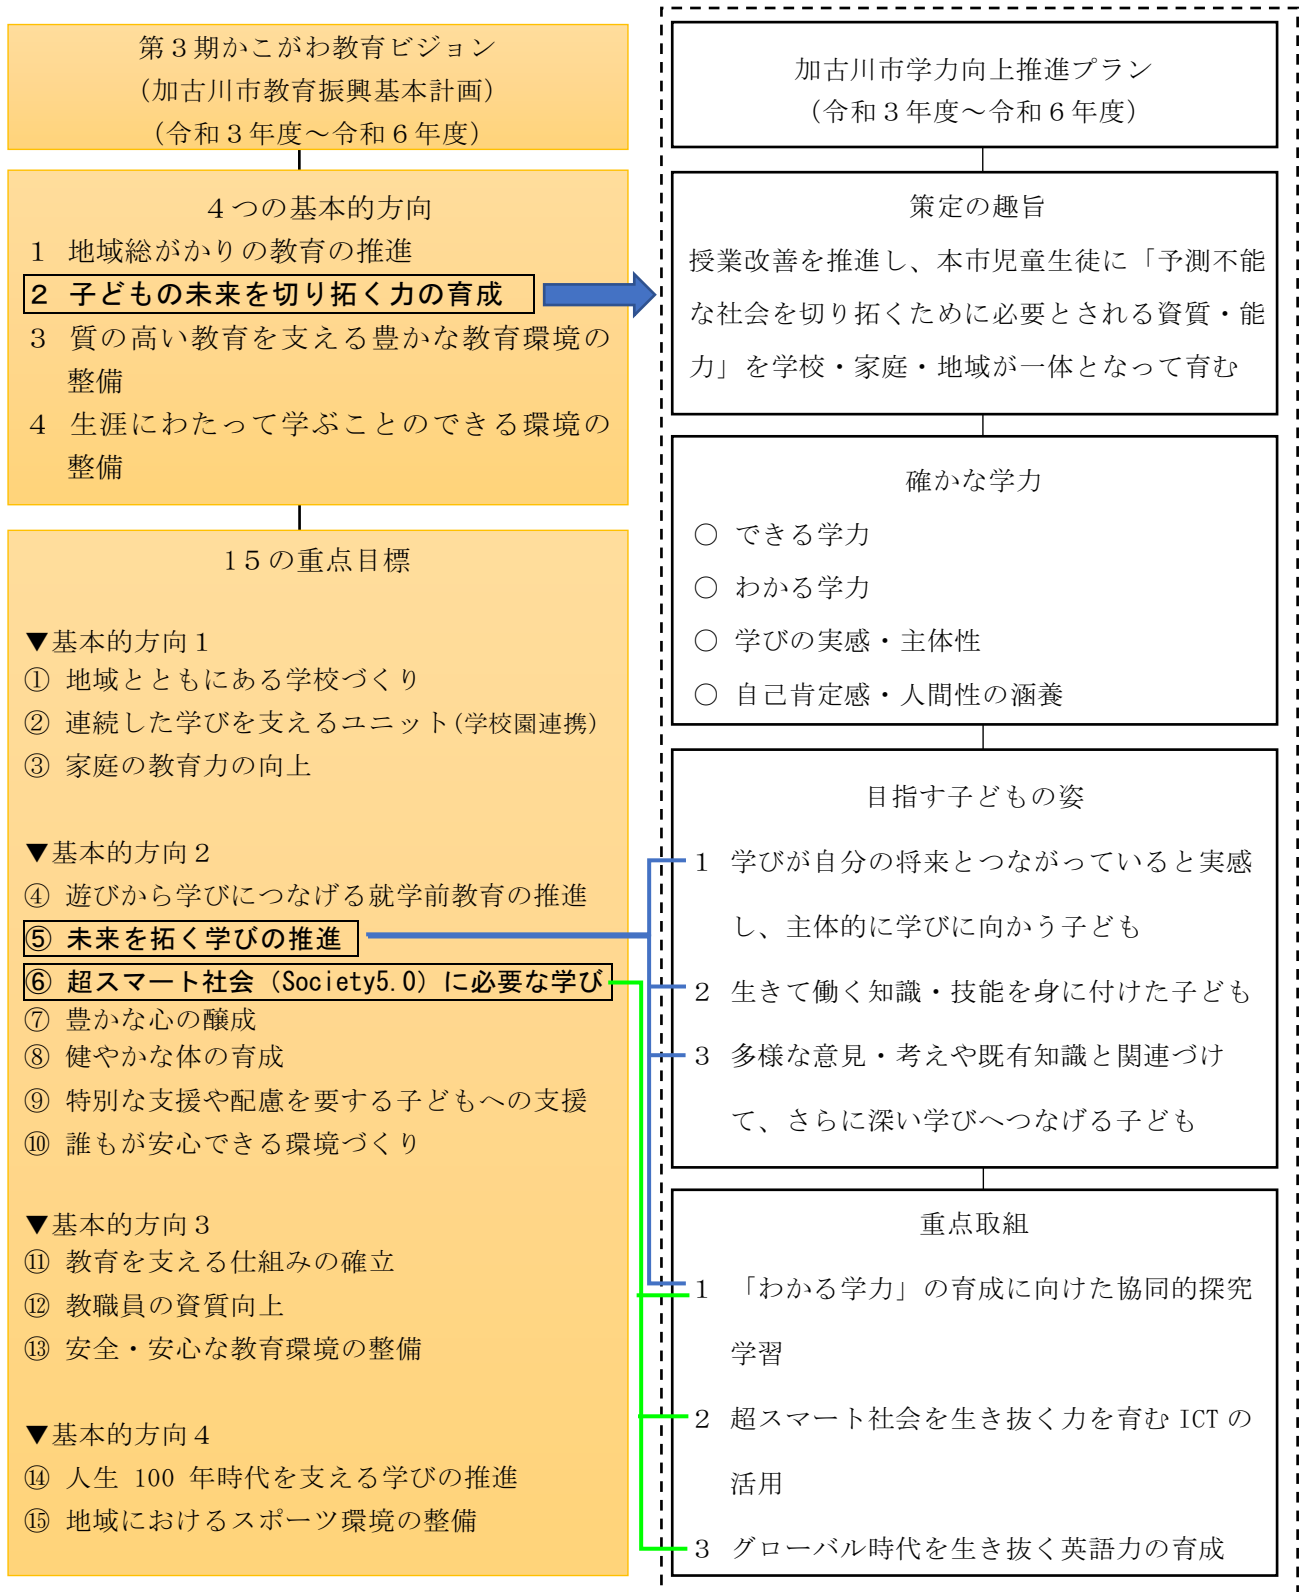 第３期かこがわ教育ビジョン
（加古川市教育振興基本計画）
（令和３年度～令和６年度）
４つの基本的方向
１ 地域総がかりの教育の推進
２ 子どもの未来を切り拓く力の育成
３ 質の高い教育を支える豊かな教育環境の
整備
４ 生涯にわたって学ぶことのできる環境の
整備
１５の重点目標
▼基本的方向１
① 地域とともにある学校づくり
② 連続した学びを支えるユニット(学校園連携）
③ 家庭の教育力の向上
▼基本的方向２
④ 遊びから学びにつなげる就学前教育の推進
⑤ 未来を拓く学びの推進
⑥ 超スマート社会（Society5.0）に必要な学び
⑦ 豊かな心の醸成
⑧ 健やかな体の育成
⑨ 特別な支援や配慮を要する子どもへの支援
⑩ 誰もが安心できる環境づくり
▼基本的方向３
⑪ 教育を支える仕組みの確立
⑫ 教職員の資質向上
⑬ 安全・安心な教育環境の整備
▼基本的方向４
⑭ 人生 100 年時代を支える学びの推進
⑮ 地域におけるスポーツ環境の整備
加古川市学力向上推進プラン
（令和３年度～令和６年度）
策定の趣旨
授業改善を推進し、本市児童生徒に「予測不能
な社会を切り拓くために必要とされる資質・能
力」を学校・家庭・地域が一体となって育む
確かな学力
○ できる学力
○ わかる学力
○ 学びの実感・主体性
○ 自己肯定感・人間性の涵養
目指す子どもの姿
１ 学びが自分の将来とつながっていると実感
し、主体的に学びに向かう子ども
２ 生きて働く知識・技能を身に付けた子ども
３ 多様な意見・考えや既有知識と関連づけ
て、さらに深い学びへつなげる子ども
重点取組
１ 「わかる学力」の育成に向けた協同的探究
学習
２ 超スマート社会を生き抜く力を育む ICT の
活用
３ グローバル時代を生き抜く英語力の育成